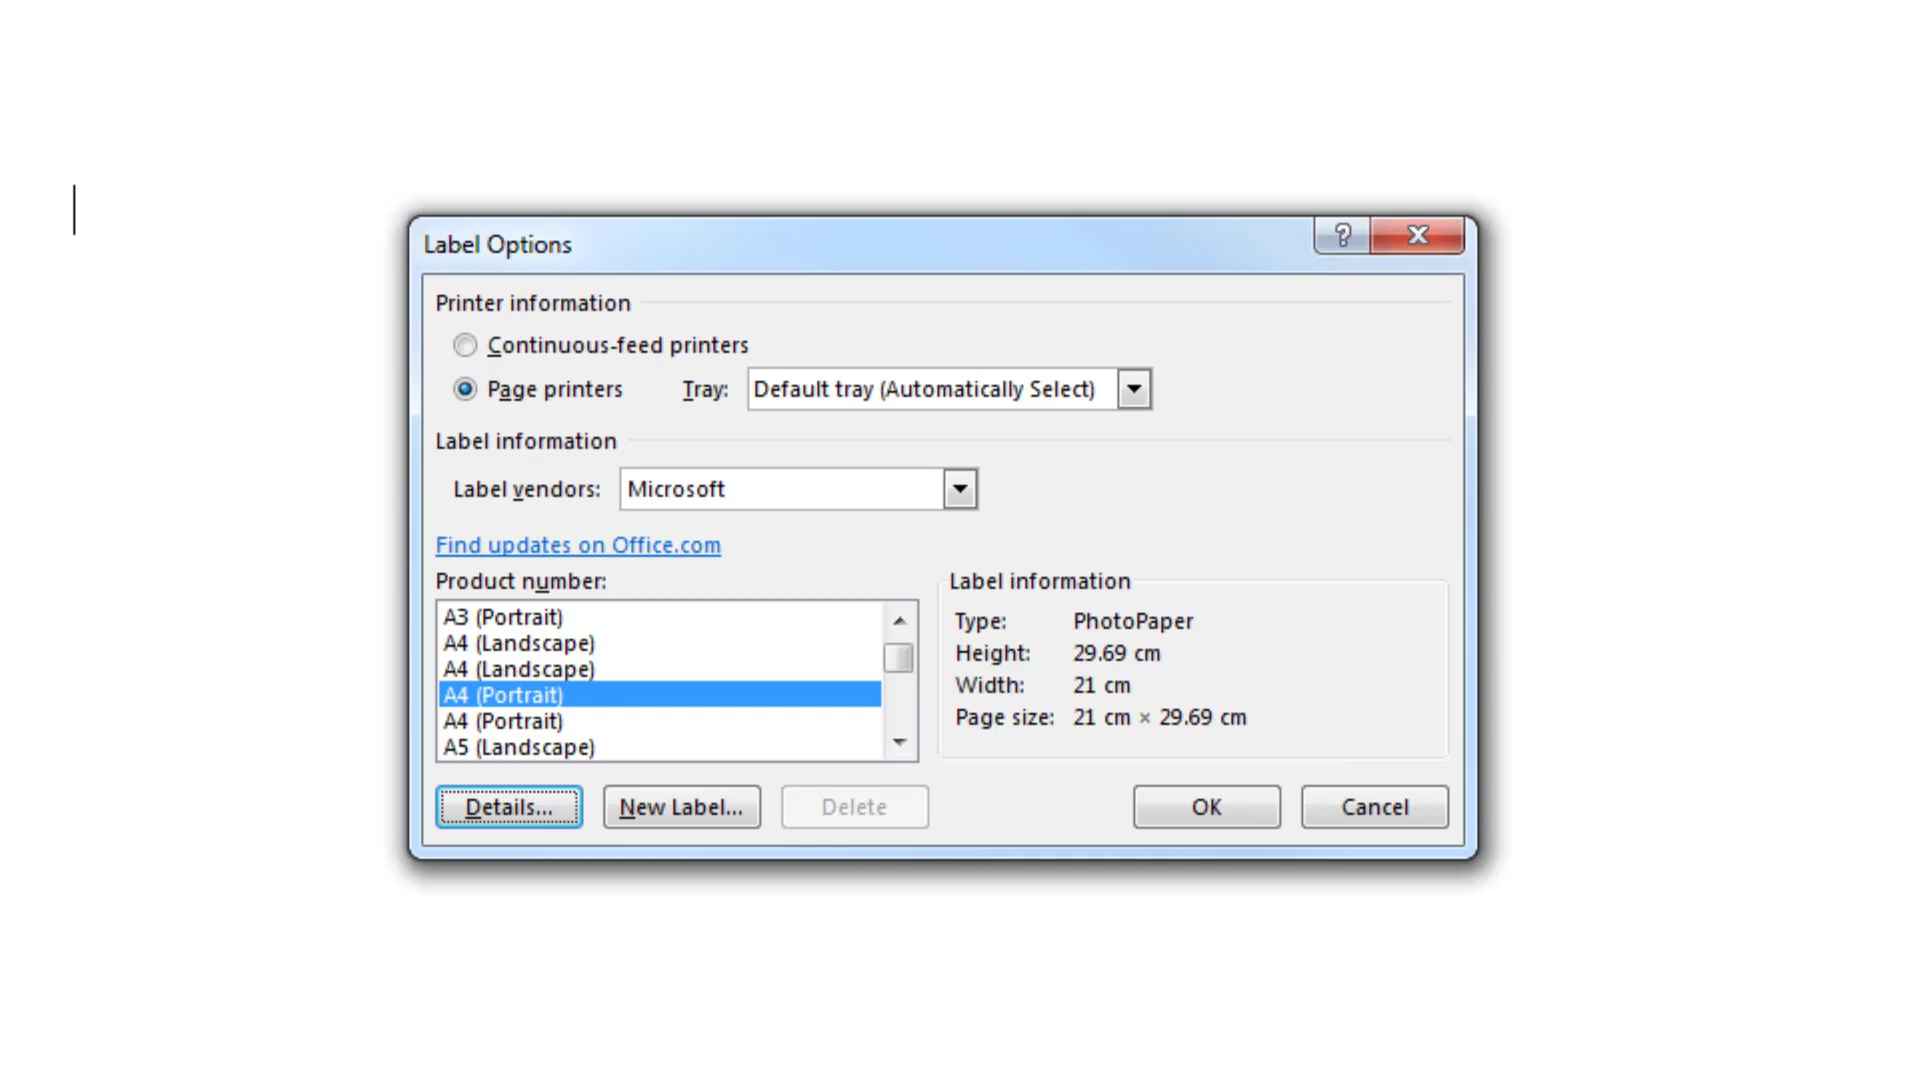 Label Options
?
Printer information
Continuous-feed printers
Page printers Tray: Default tray (Automatically Select)
Label information
Label vendors: Microsoft
Find updates on Office.com
Product number:
A3 (Portrait)
A4 (Landscape)
A4 (Landscape)
A4 (Portrait)
A4 (Portrait)
A5 (Landscape)
Label information
Type: PhotoPaper
Height: 29.69 cm
Width: 21 cm
Page size: 21 cm × 29.69 cm
Details... New Label... Delete OK Cancel